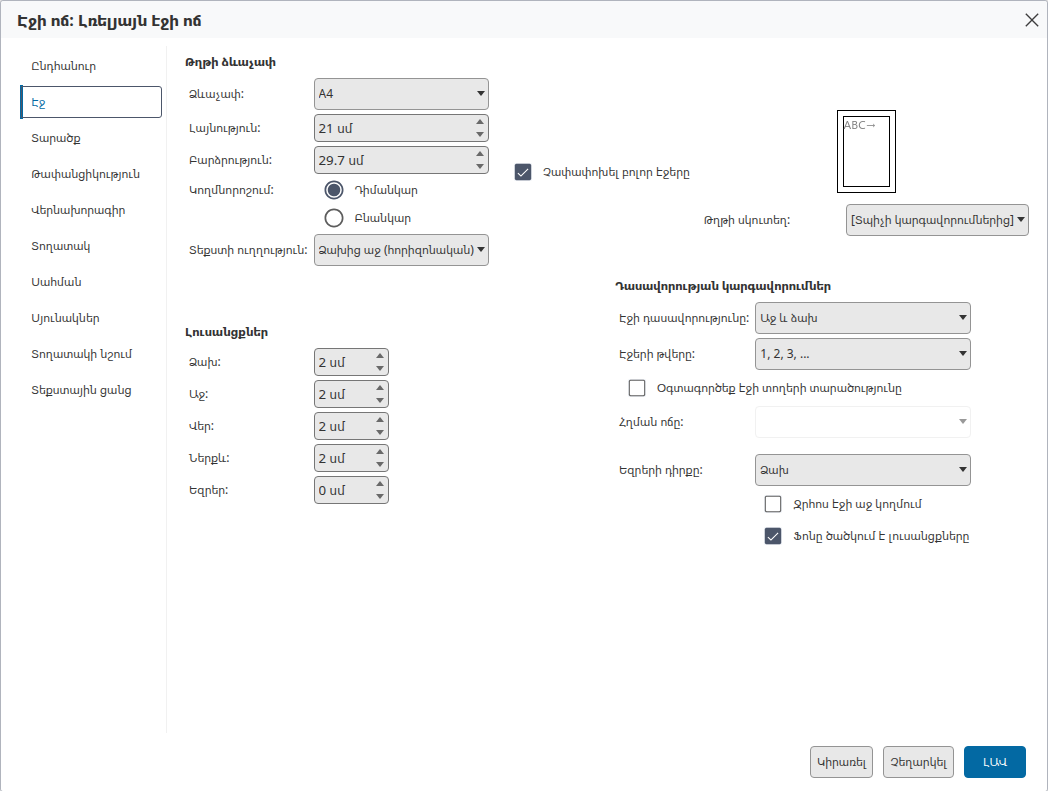 Էջի ոճ: Լռելյայն Էջի ոճ
Ընդհանուր
Էջ
Տարածք
Թափանցիկություն
Վերնախորագիր
Տողատակ
Սահման
Սյունակներ
Տողատակի նշում
Տեքստային ցանց
Թղթի ձևաչափ
Ձևաչափ: A4
Լայնություն: 21 սմ
Բարձրություն: 29.7 սմ
Կողմնորոշում: Դիմանկար
Բնանկար
Տեքստի ուղղություն: Ձախից աջ (հորիզոնական)
Չափափոխել բոլոր էջերը
ABC→
Թղթի սկուտեղ: [Տպիչի կարգավորումներից]
Լուսանցքներ
Ձախ: 2 սմ
Աջ: 2 սմ
Վեր: 2 սմ
Ներքև: 2 սմ
Եզրեր: 0 սմ
Դասավորության կարգավորումներ
Էջի դասավորությունը: Աջ և ձախ
Էջերի թվերը: 1, 2, 3, ...
Օգտագործեք էջի տողերի տարածությունը
Հղման ոճը:
Եզրերի դիրքը: Ձախ
Ջրհոս էջի աջ կողմում
Ֆոնը ծածկում է լուսանցքները
Կիրառել
Չեղարկել
ԼԱՎ